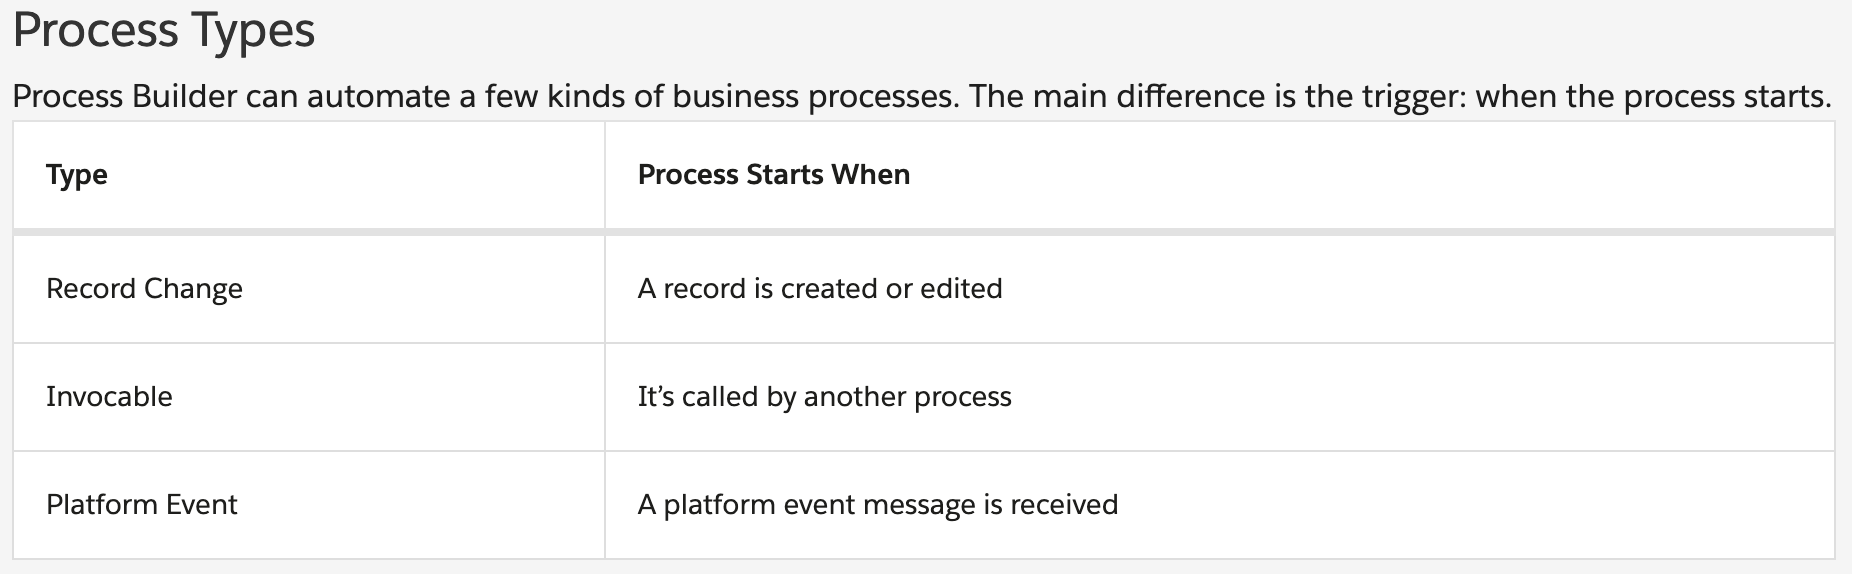 Process Types
Process Builder can automate a few kinds of business processes. The main difference is the trigger: when the process starts.
Type
Process Starts When
Record Change
A record is created or edited
Invocable
It’s called by another process
Platform Event
A platform event message is received